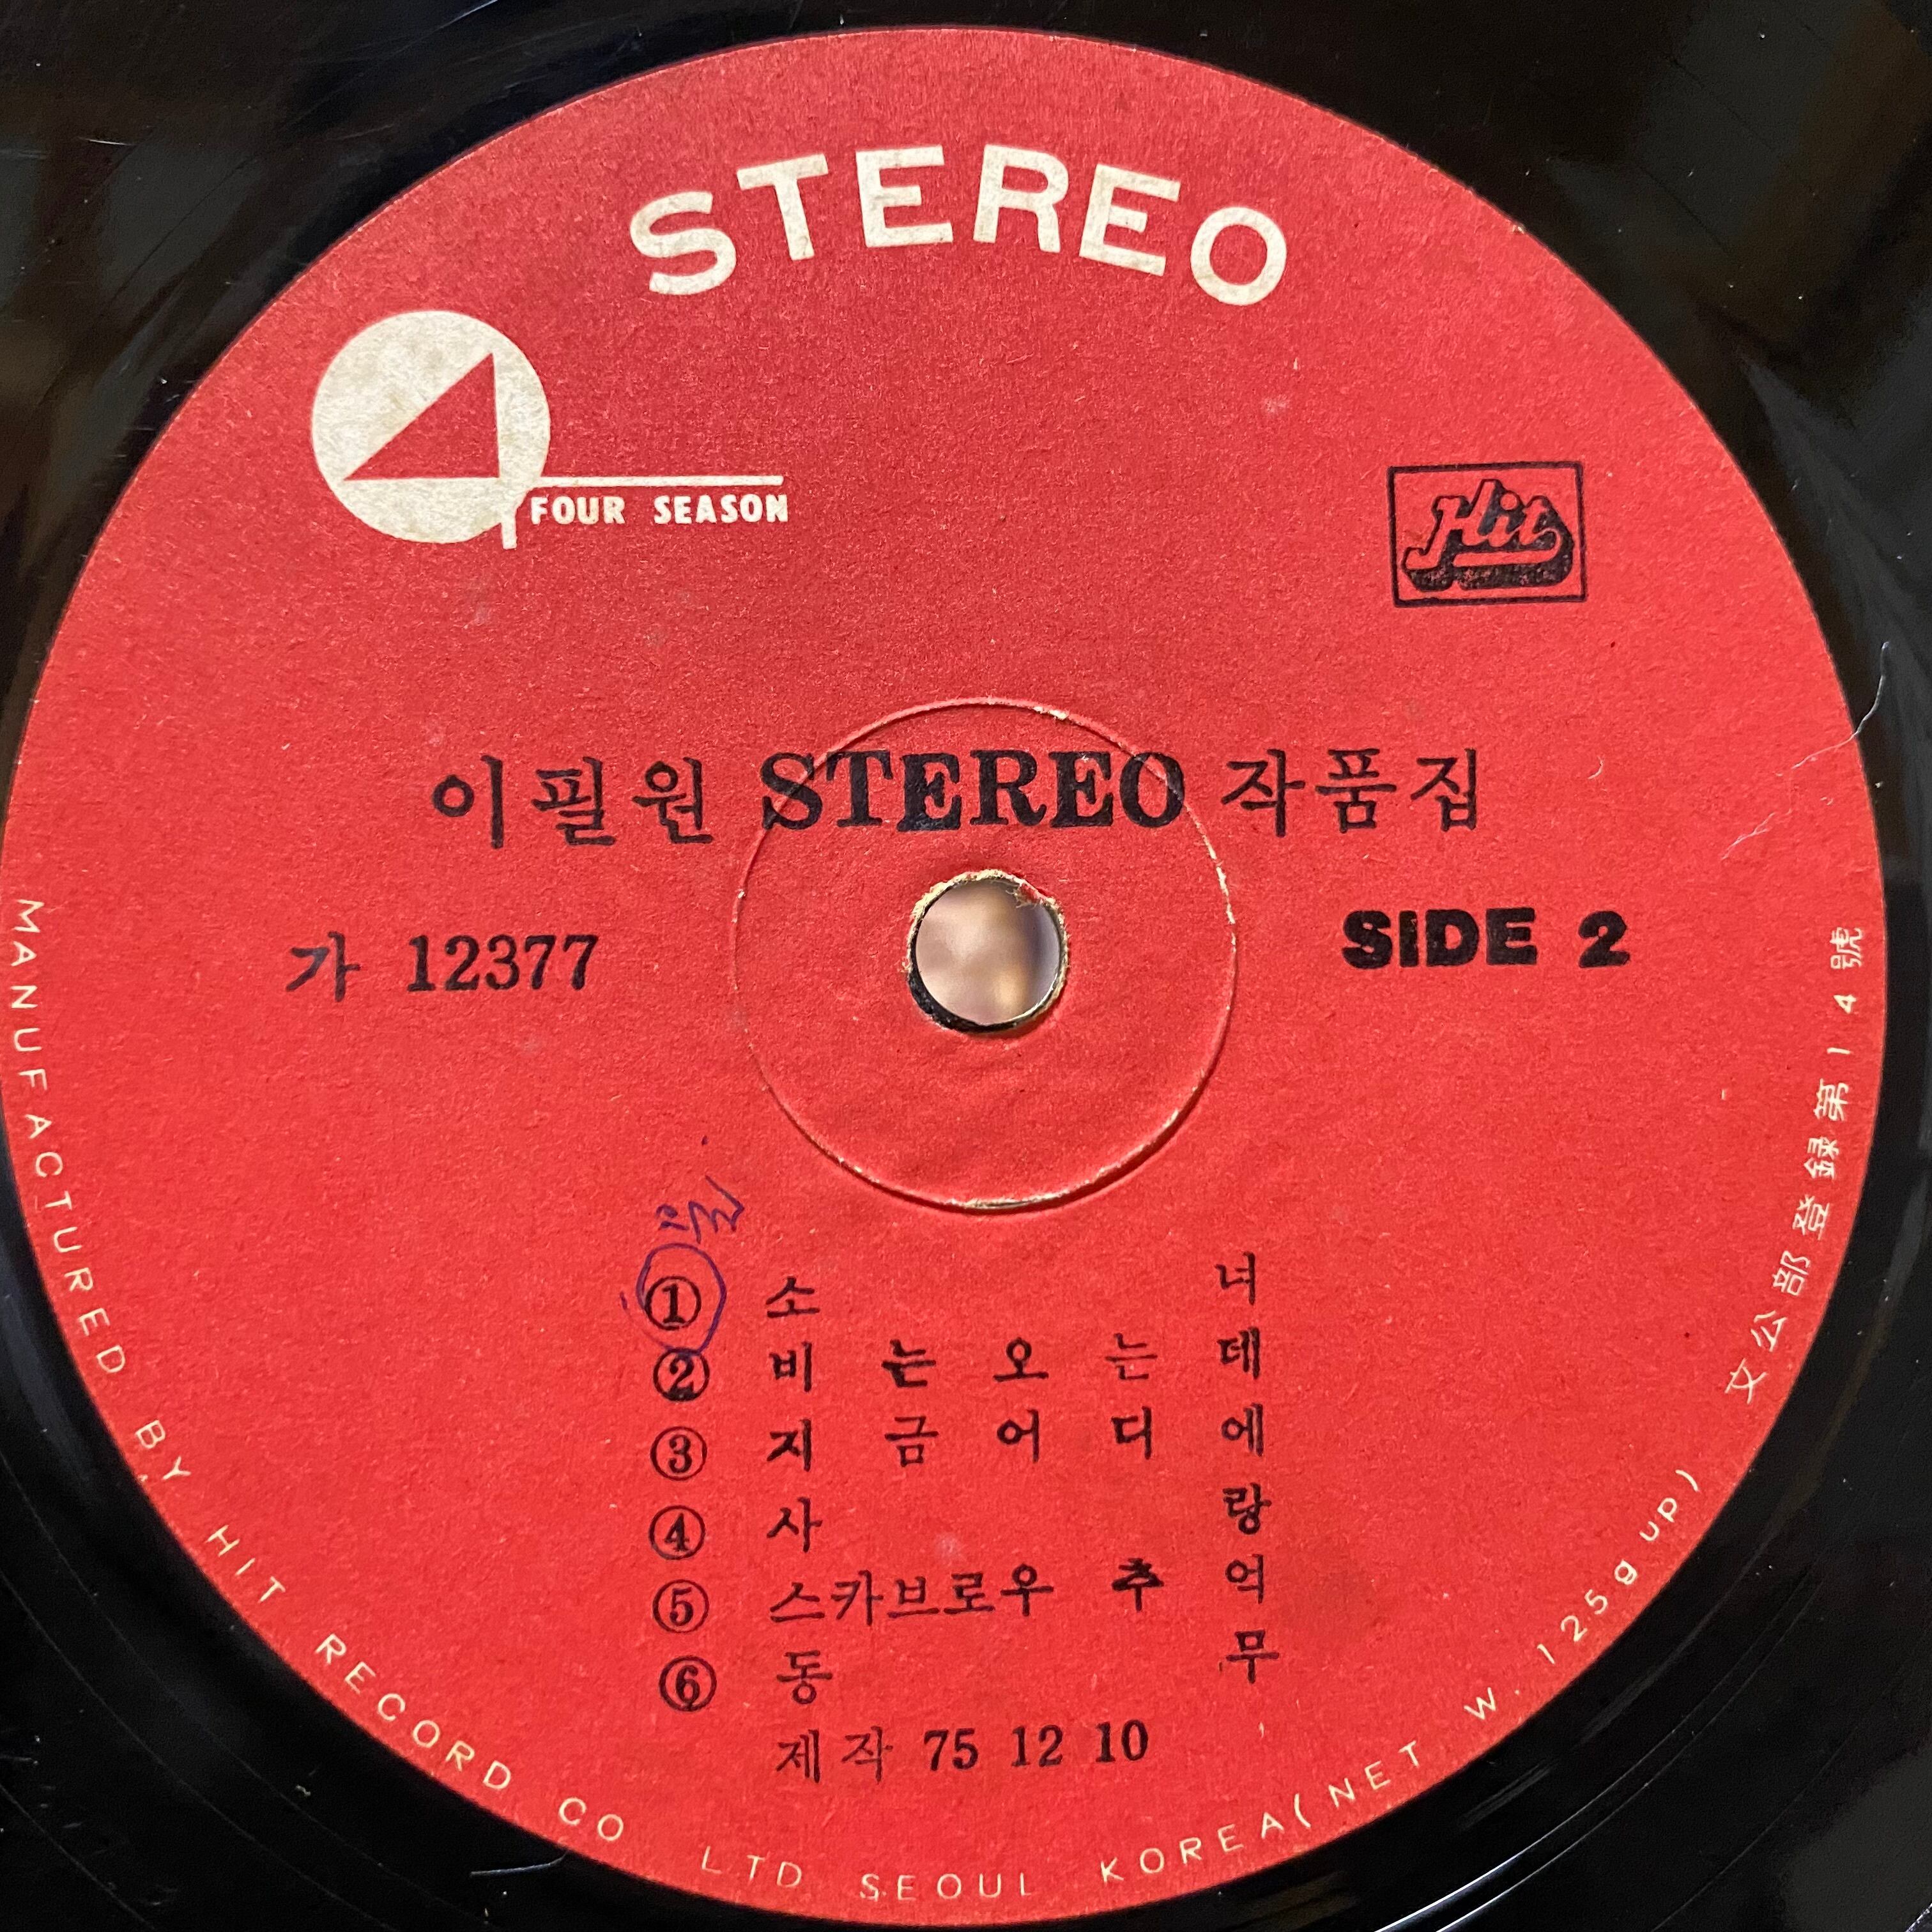 STEREO
FOUR SEASON
Hit
이필원 STEREO 작품집
가 12377
SIDE 2
① 소 녀
② 비 는 오 는 데
③ 지 금 어 디 에
④ 사 랑
⑤ 스카브로우 추 억
⑥ 동 무
제작 75 12 10
MANUFACTURED BY HIT RECORD CO LTD SEOUL KOREA (NET W. 125g up) 文公部登録第14號